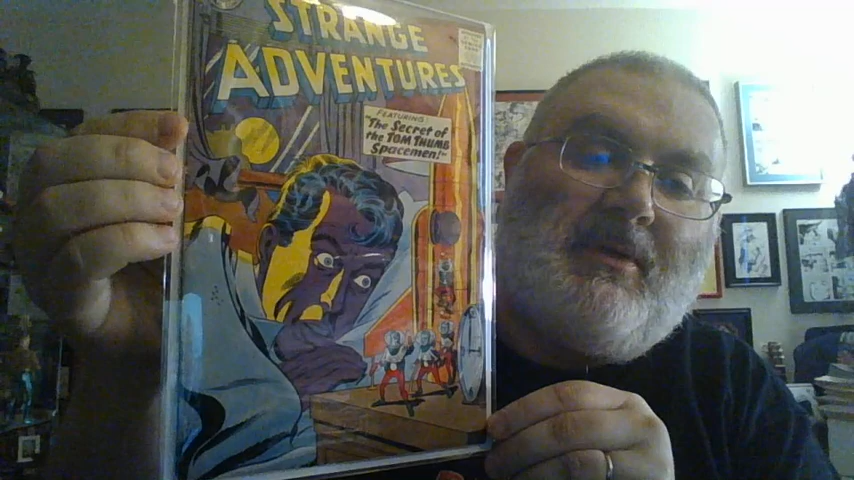 STRANGE
ADVENTURES
FEATURING:
"The Secret of
the TOM THUMB
Spacemen!"